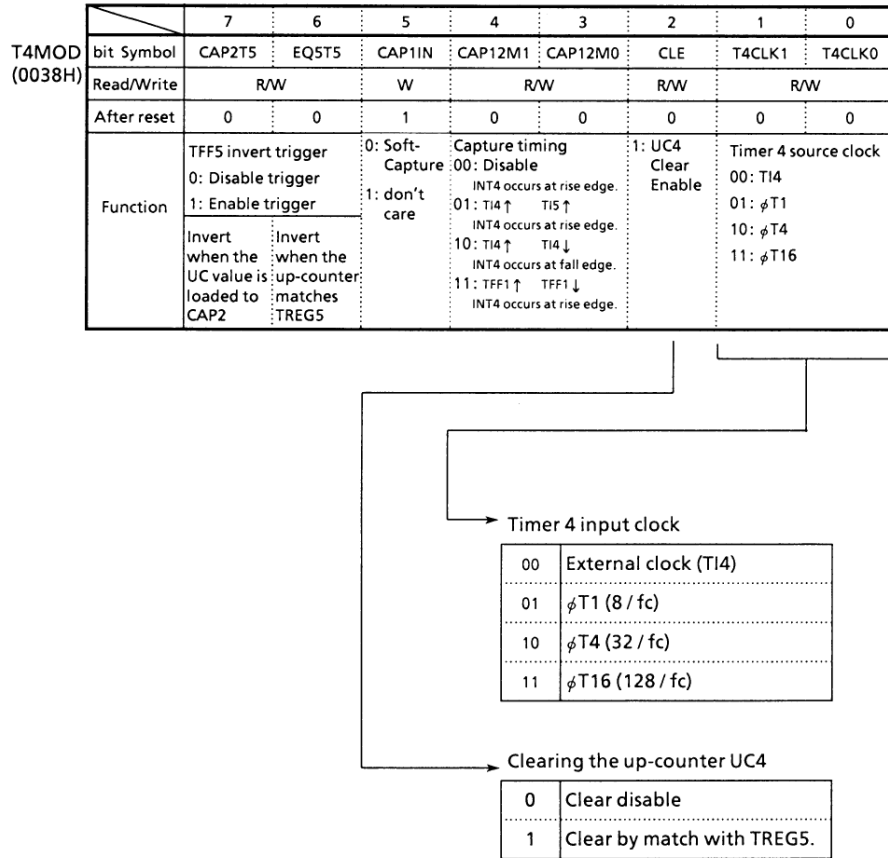 7 6 5 4 3 2 1 0
T4MOD
(0038H)
bit Symbol CAP2T5 EQ5T5 CAP1IN CAP12M1 CAP12M0 CLE T4CLK1 T4CLK0
Read/Write R/W W R/W R/W R/W
After reset 0 0 1 0 0 0 0 0
Function
TFF5 invert trigger
0: Disable trigger
1: Enable trigger
Invert
when the
UC value is
loaded to
CAP2
Invert
when the
up-counter
matches
TREG5
0: Soft-
Capture
1: don't
care
Capture timing
00: Disable
INT4 occurs at rise edge.
01: TI4↑ TI5↑
INT4 occurs at rise edge.
10: TI4↑ TI4↓
INT4 occurs at fall edge.
11: TFF1↑ TFF1↓
INT4 occurs at rise edge.
1: UC4
Clear
Enable
Timer 4 source clock
00: TI4
01: ϕT1
10: ϕT4
11: ϕT16
Timer 4 input clock
00 External clock (TI4)
01 ϕT1 (8 / fc)
10 ϕT4 (32 / fc)
11 ϕT16 (128 / fc)
Clearing the up-counter UC4
0 Clear disable
1 Clear by match with TREG5.